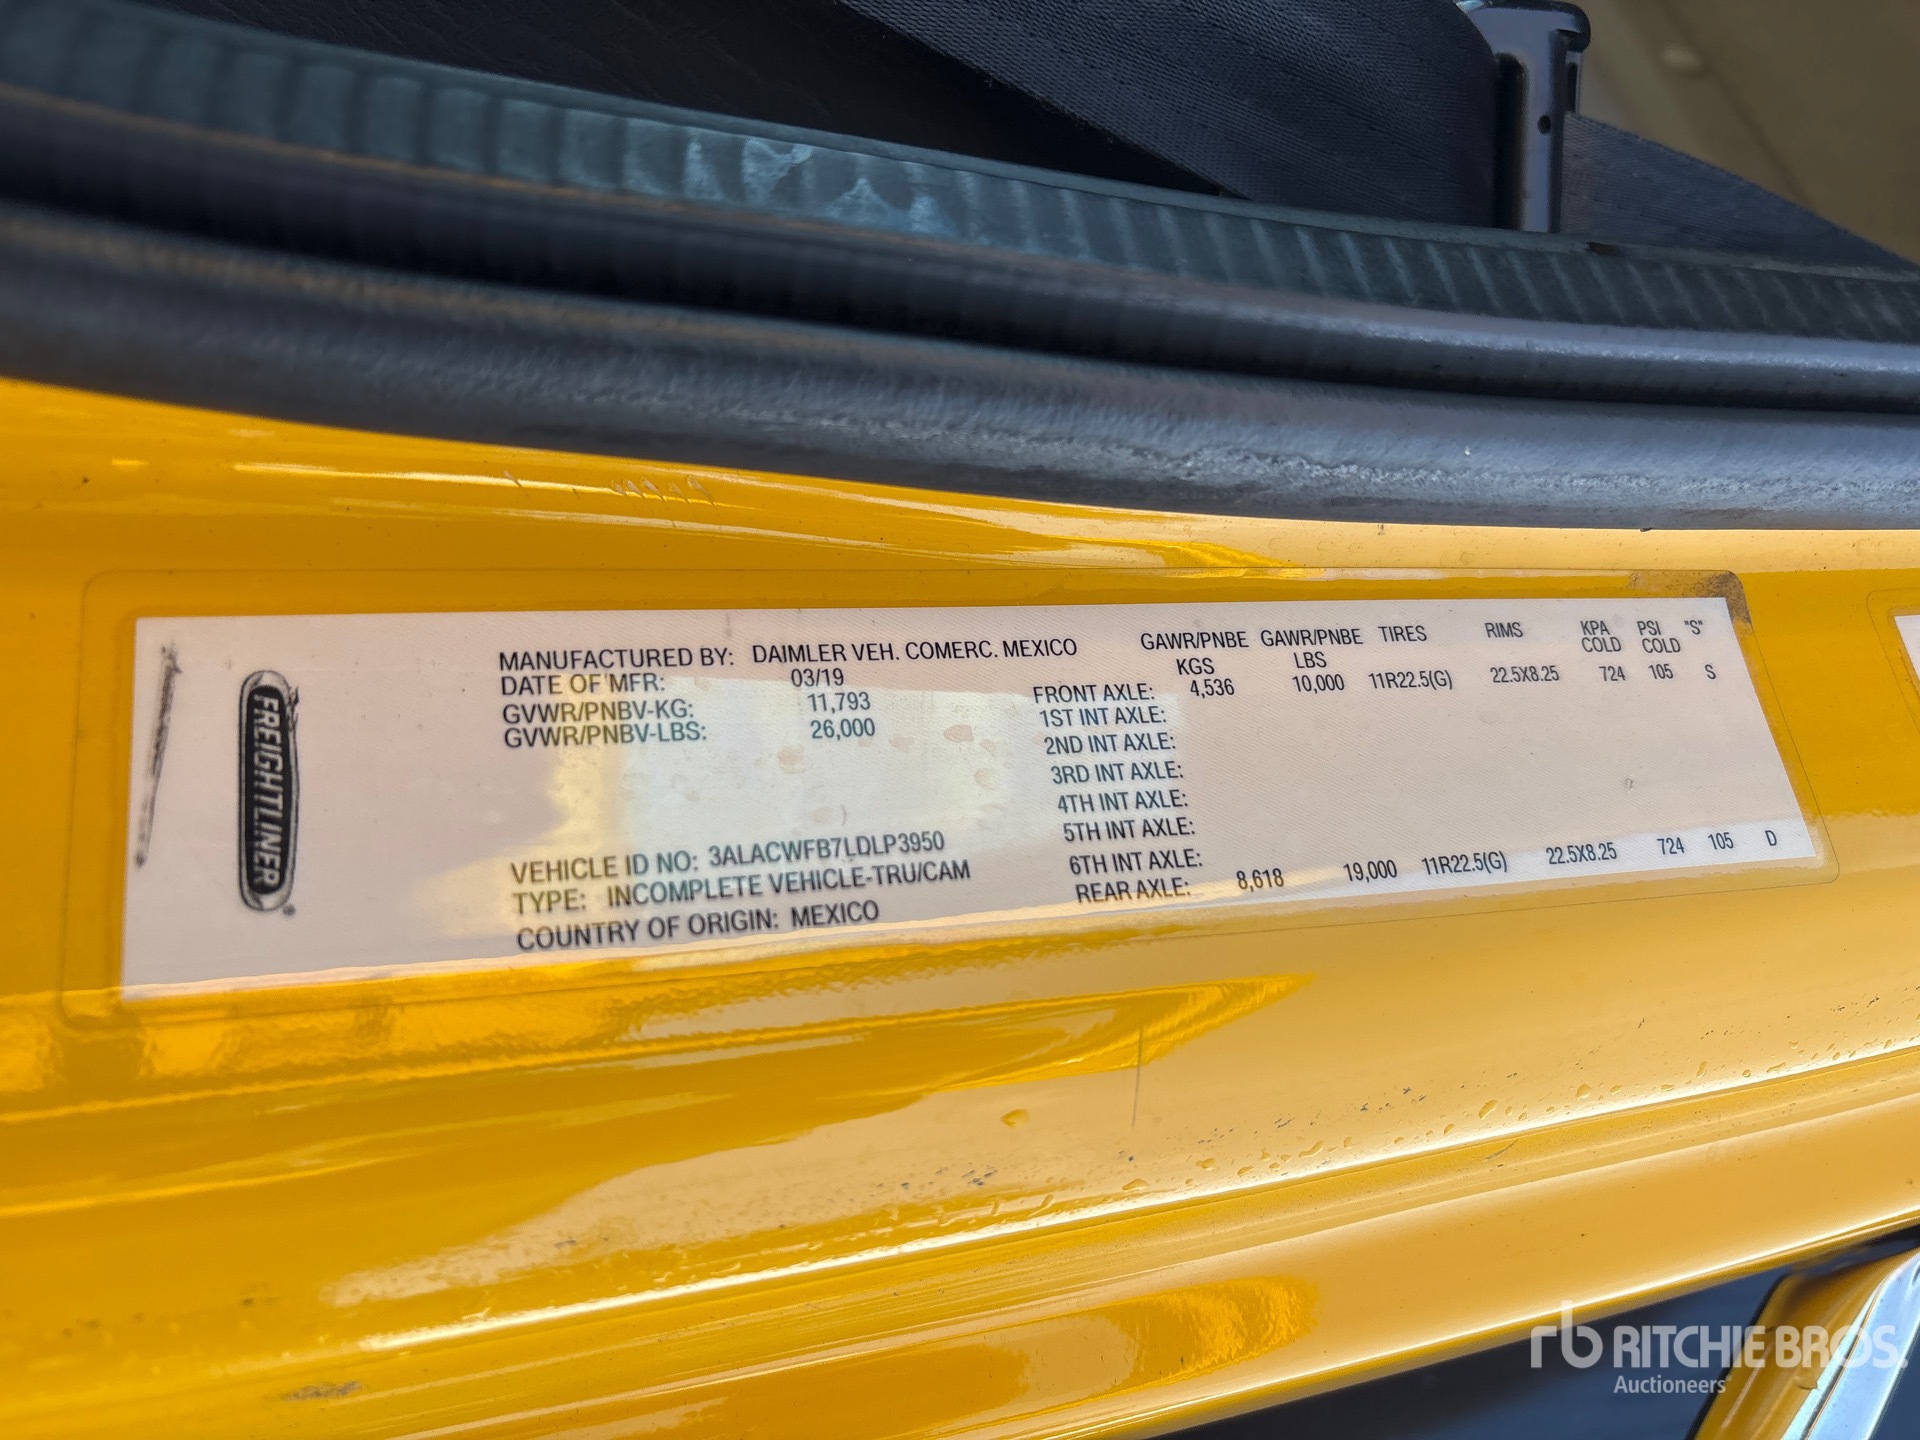 FREIGHTLINER®
MANUFACTURED BY: DAIMLER VEH. COMERC. MEXICO
DATE OF MFR: 03/19
GVWR/PNBV-KG: 11,793
GVWR/PNBV-LBS: 26,000
VEHICLE ID NO: 3ALACWFB7LDLP3950
TYPE: INCOMPLETE VEHICLE-TRU/CAM
COUNTRY OF ORIGIN: MEXICO
GAWR/PNBE GAWR/PNBE TIRES RIMS KPA PSI "S"
KGS LBS COLD COLD
FRONT AXLE: 4,536 10,000 11R22.5(G) 22.5X8.25 724 105 S
1ST INT AXLE:
2ND INT AXLE:
3RD INT AXLE:
4TH INT AXLE:
5TH INT AXLE:
6TH INT AXLE:
REAR AXLE: 8,618 19,000 11R22.5(G) 22.5X8.25 724 105 D
rb RITCHIE BROS.
Auctioneers